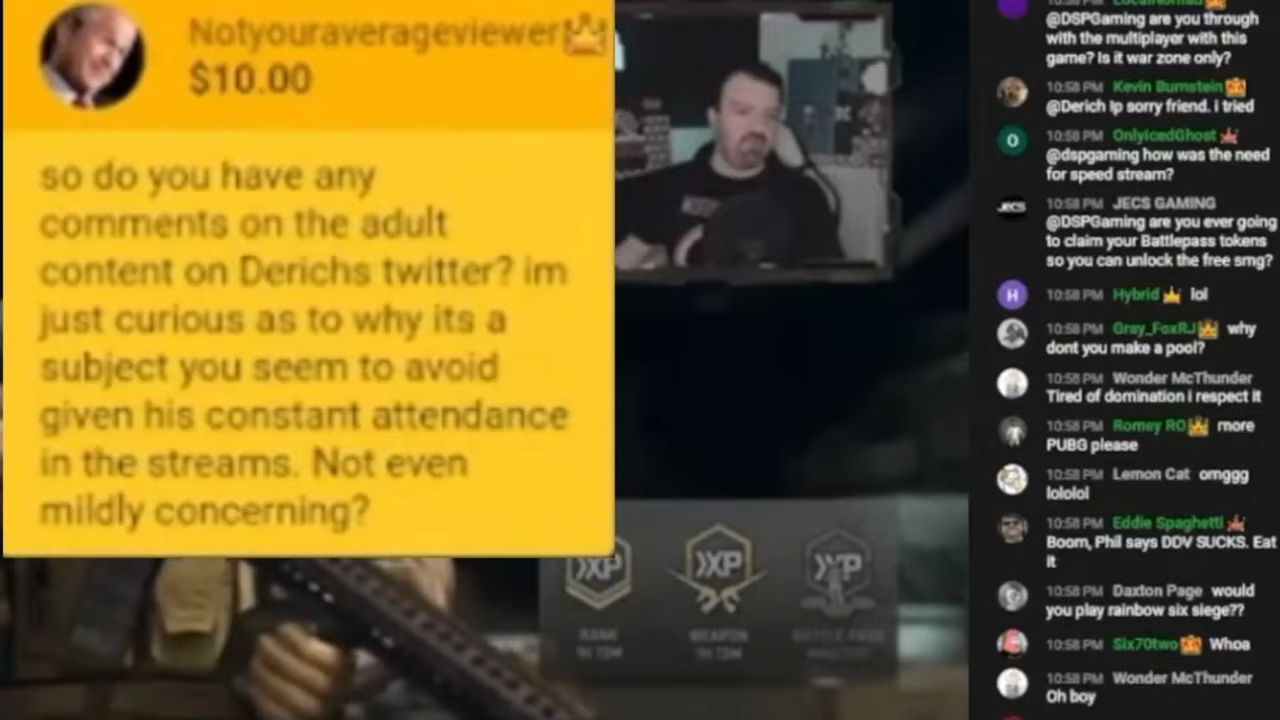 Notyouraverageviewer
$10.00
so do you have any
comments on the adult
content on Derichs twitter? im
just curious as to why its a
subject you seem to avoid
given his constant attendance
in the streams. Not even
mildly concerning?
XP
XP
XP
RANK
WEAPON
BATTLE PASS
@DSPGaming are you through
with the multiplayer with this
game? Is it war zone only?
10:58 PM Kevin Burnstein
@Derich lp sorry friend. i tried
O
10:58 PM OnlyIcedGhost
@dspgaming how was the need
for speed stream?
JECS
10:58 PM JECS GAMING
@DSPGaming are you ever going
to claim your Battlepass tokens
so you can unlock the free smg?
H
10:58 PM Hybrid lol
10:58 PM Gray_FoxRJ why
dont you make a pool?
10:58 PM Wonder McThunder
Tired of domination i respect it
10:58 PM Romey RO more
PUBG please
10:58 PM Lemon Cat omggg
lololol
10:58 PM Eddie Spaghetti
Boom, Phil says DDV SUCKS. Eat
it
10:58 PM Daxton Page would
you play rainbow six siege??
10:58 PM Six70two Whoa
10:58 PM Wonder McThunder
Oh boy